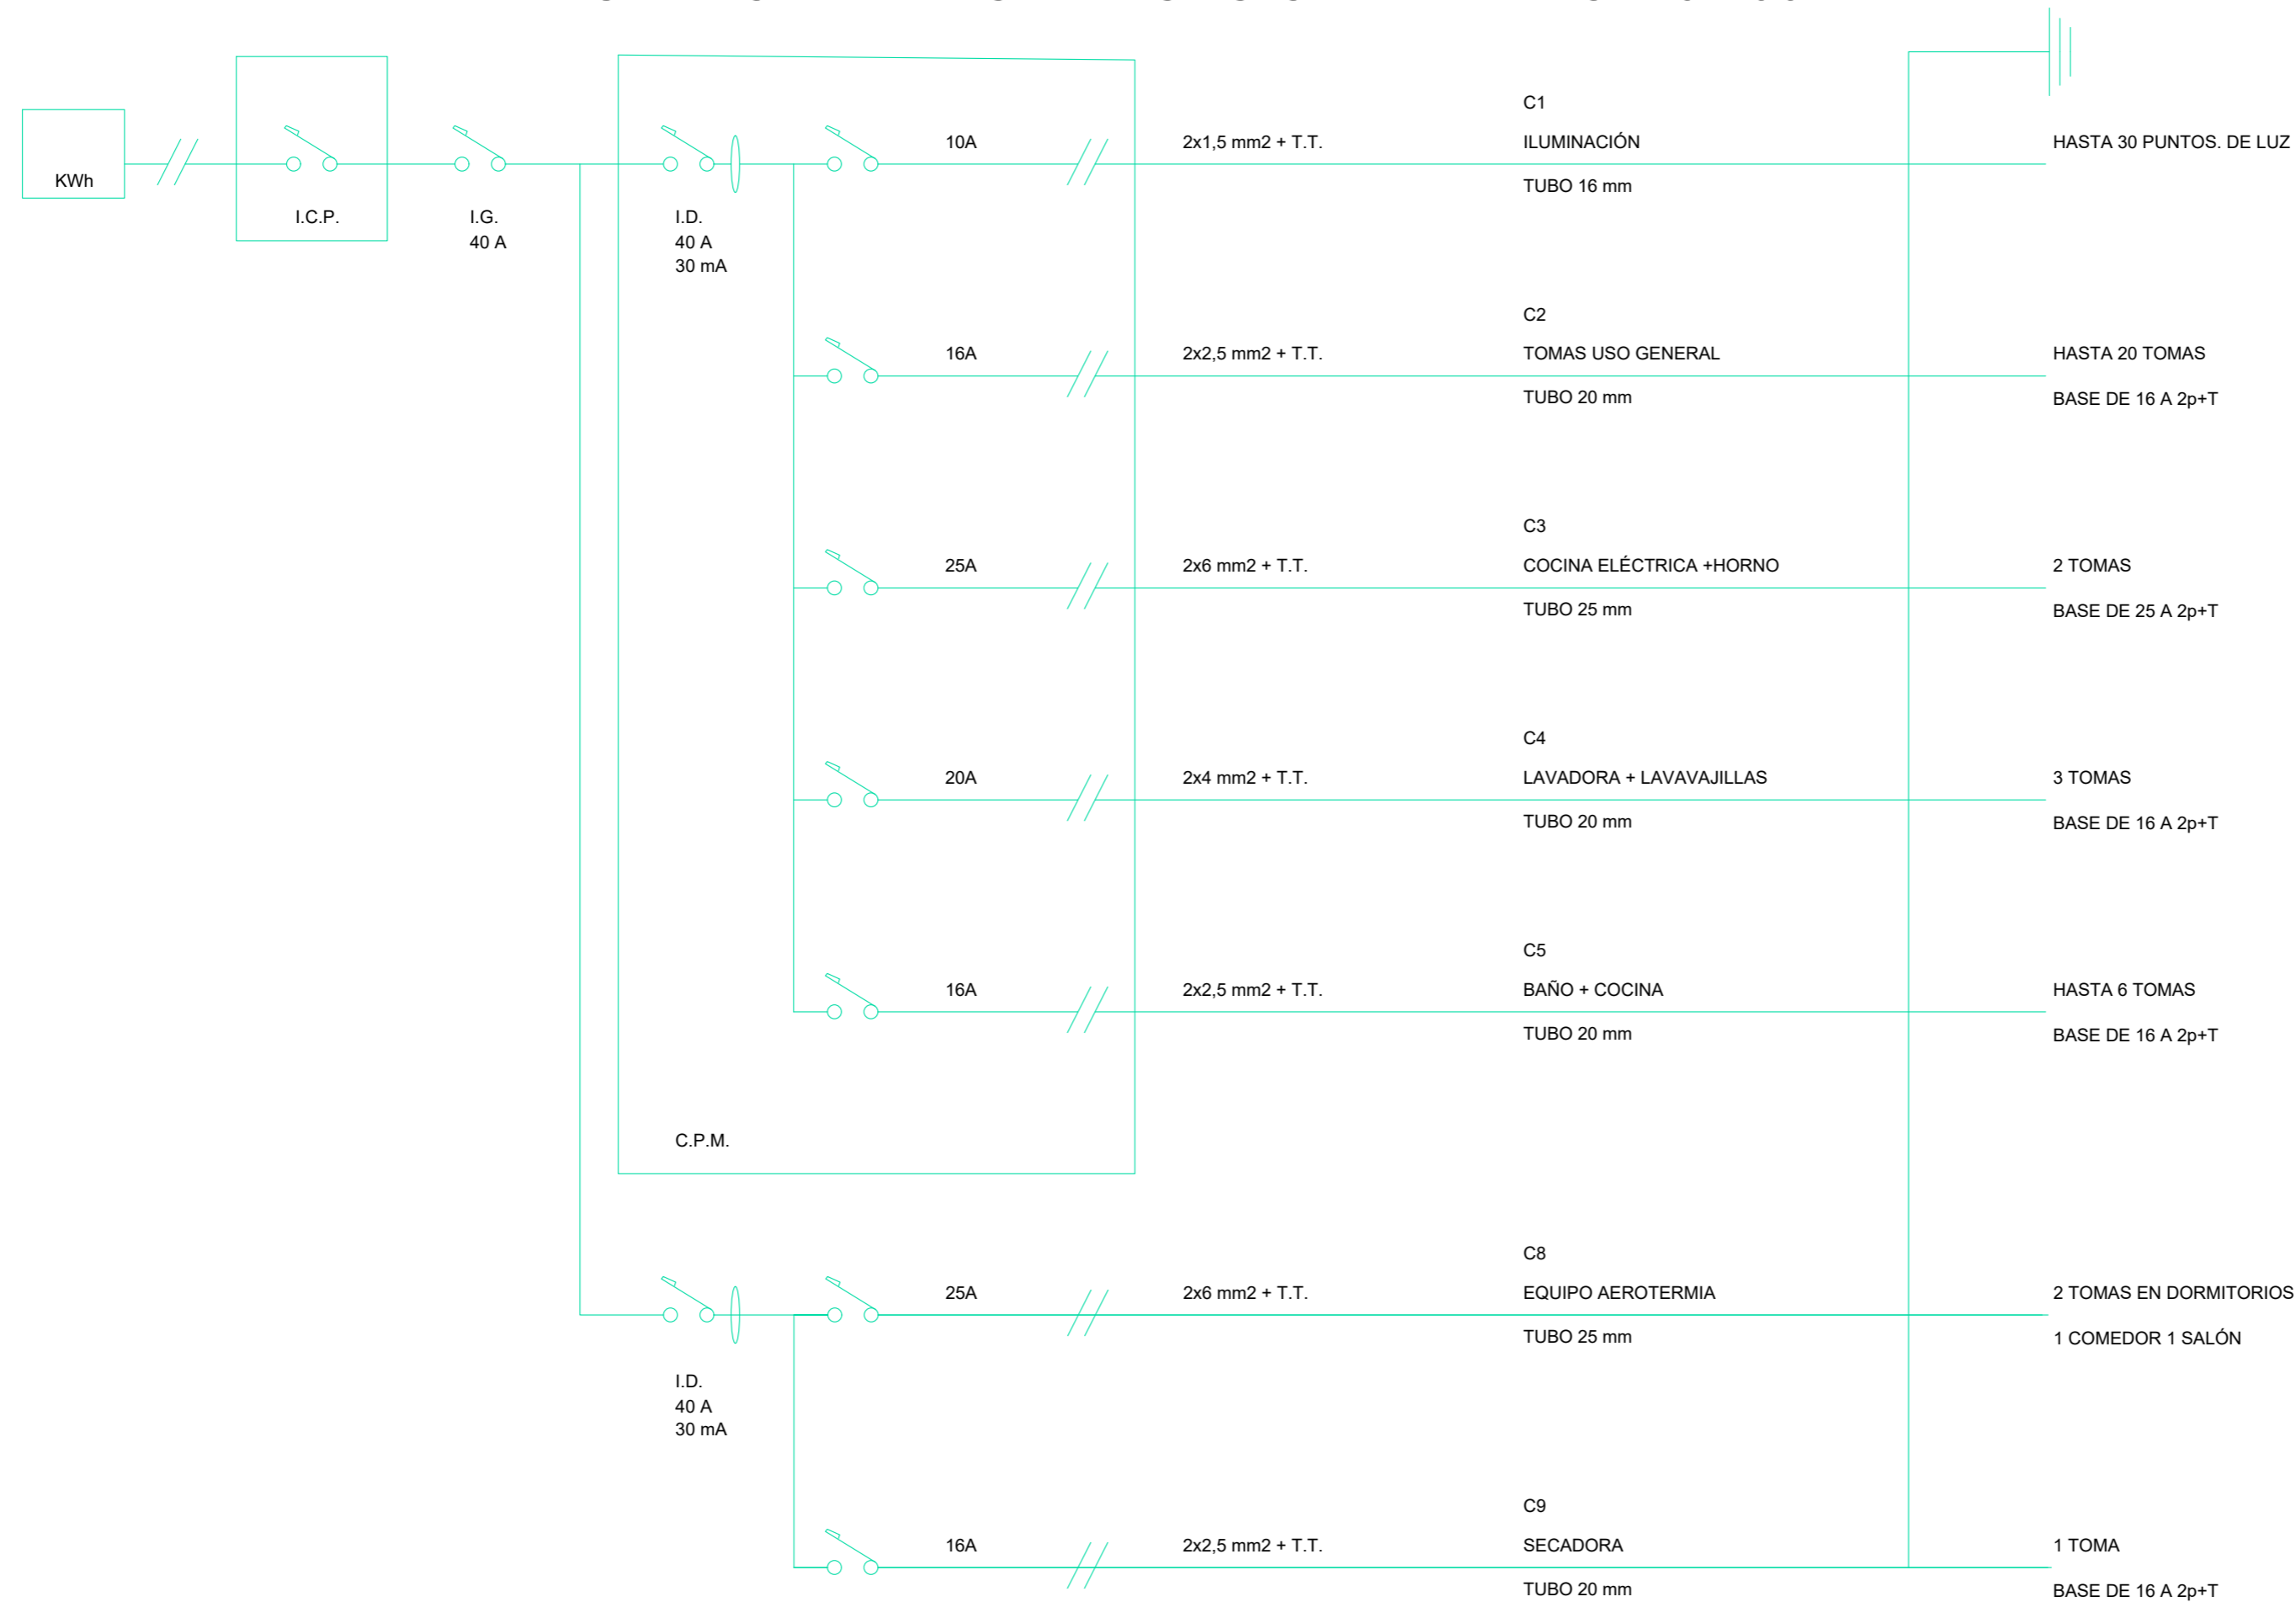 C1
10A 2x1,5 mm2 + T.T. ILUMINACIÓN HASTA 30 PUNTOS. DE LUZ
KWh
TUBO 16 mm
I.C.P. I.G. I.D.
40 A 40 A
30 mA
C2
16A 2x2,5 mm2 + T.T. TOMAS USO GENERAL HASTA 20 TOMAS
TUBO 20 mm BASE DE 16 A 2p+T
C3
25A 2x6 mm2 + T.T. COCINA ELÉCTRICA +HORNO 2 TOMAS
TUBO 25 mm BASE DE 25 A 2p+T
C4
20A 2x4 mm2 + T.T. LAVADORA + LAVAVAJILLAS 3 TOMAS
TUBO 20 mm BASE DE 16 A 2p+T
C5
16A 2x2,5 mm2 + T.T. BAÑO + COCINA HASTA 6 TOMAS
TUBO 20 mm BASE DE 16 A 2p+T
C.P.M.
C8
25A 2x6 mm2 + T.T. EQUIPO AEROTERMIA 2 TOMAS EN DORMITORIOS
TUBO 25 mm 1 COMEDOR 1 SALÓN
I.D.
40 A
30 mA
C9
16A 2x2,5 mm2 + T.T. SECADORA 1 TOMA
TUBO 20 mm BASE DE 16 A 2p+T